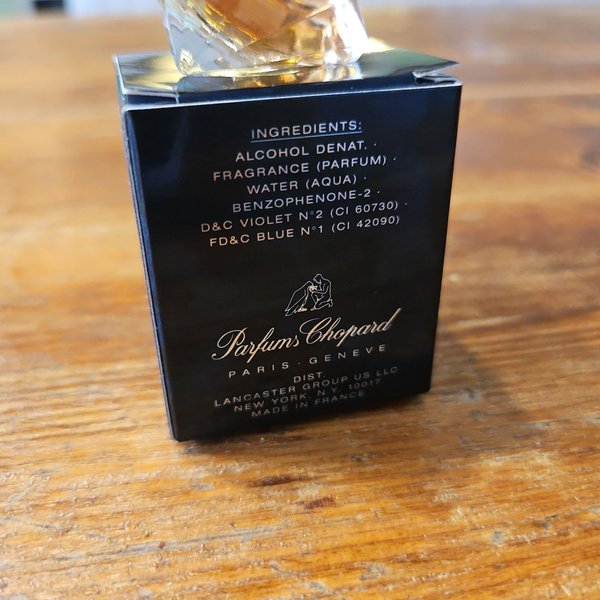 INGREDIENTS:
ALCOHOL DENAT. ·
FRAGRANCE (PARFUM) ·
WATER (AQUA) ·
BENZOPHENONE-2 ·
D&C VIOLET N°2 (CI 60730) ·
FD&C BLUE N°1 (CI 42090)
Parfums Chopard
PARIS · GENEVE
DIST.
LANCASTER GROUP US LLC
NEW YORK, N.Y. 10017
MADE IN FRANCE